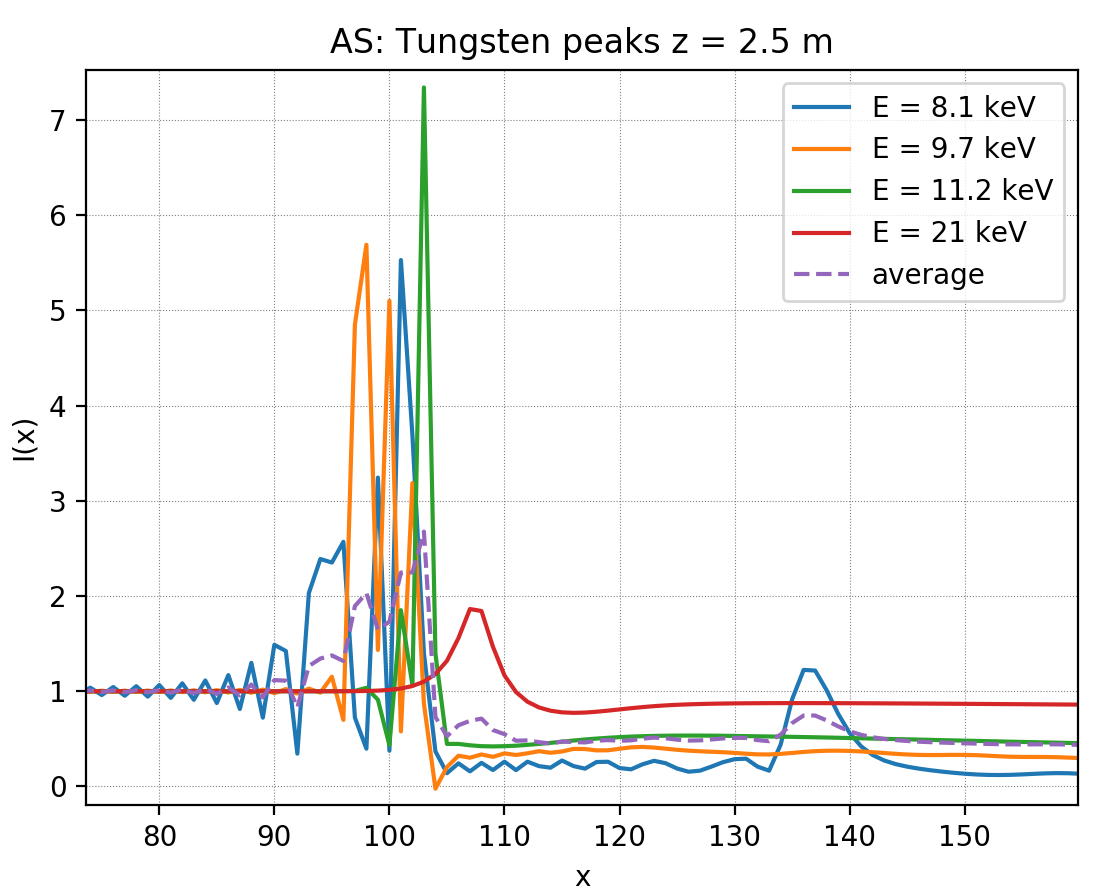 AS: Tungsten peaks z = 2.5 m
I(x)
7
6
5
4
3
2
1
0
E = 8.1 keV
E = 9.7 keV
E = 11.2 keV
E = 21 keV
average
80 90 100 110 120 130 140 150
x